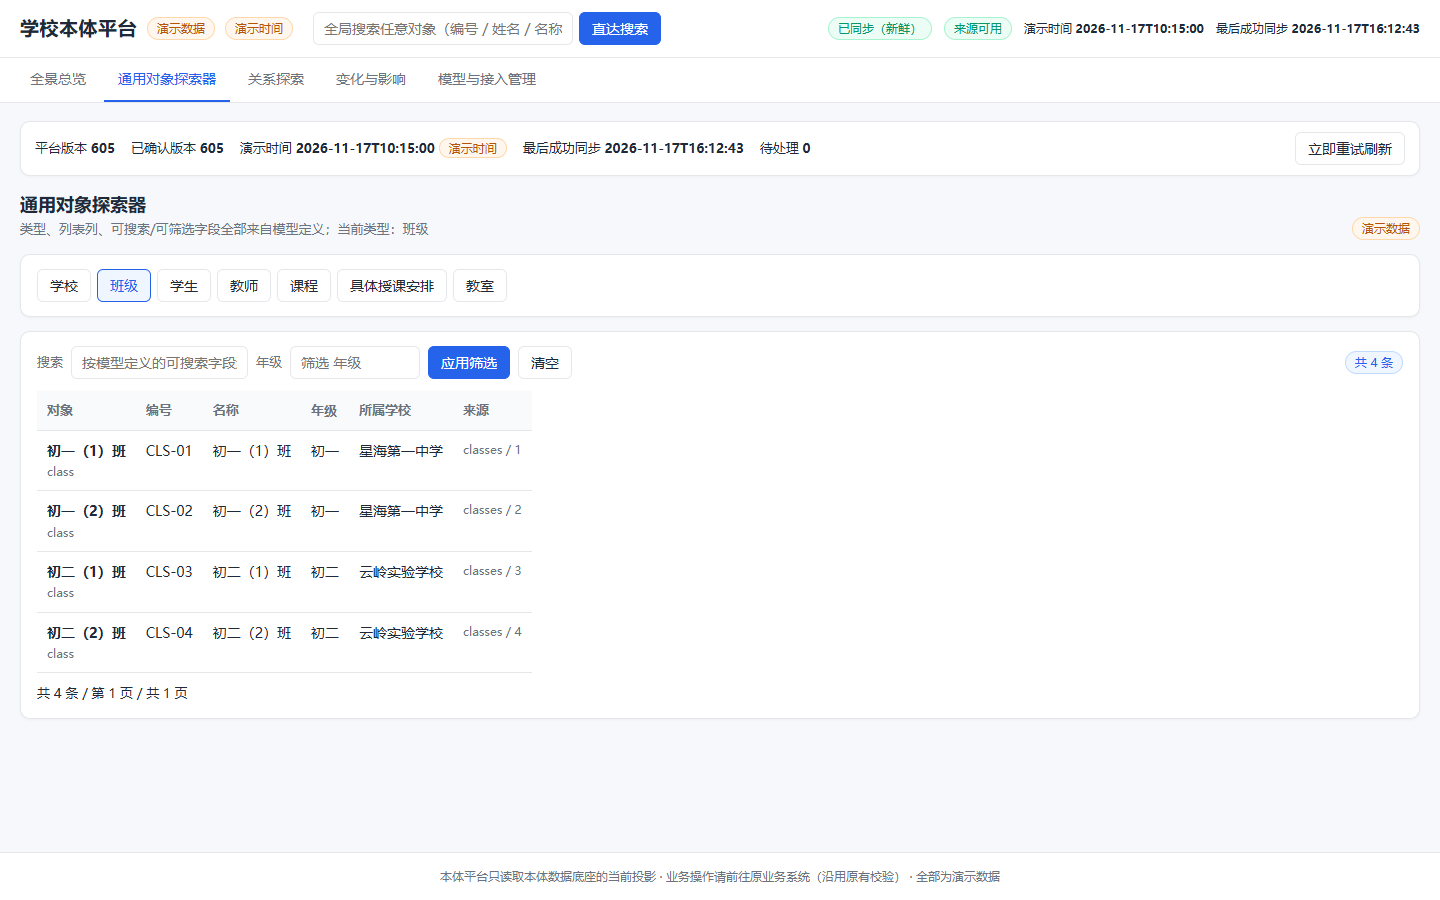 学校本体平台 演示数据 演示时间 全局搜索任意对象（编号 / 姓名 / 名称 直达搜索 已同步（新鲜） 来源可用 演示时间 2026-11-17T10:15:00 最后成功同步 2026-11-17T16:12:43
全景总览 通用对象探索器 关系探索 变化与影响 模型与接入管理
平台版本 605 已确认版本 605 演示时间 2026-11-17T10:15:00 演示时间 最后成功同步 2026-11-17T16:12:43 待处理 0 立即重试刷新
通用对象探索器
类型、列表列、可搜索/可筛选字段全部来自模型定义；当前类型：班级 演示数据
学校 班级 学生 教师 课程 具体授课安排 教室
搜索 按模型定义的可搜索字段 年级 筛选 年级 应用筛选 清空 共 4 条
对象 编号 名称 年级 所属学校 来源
初一（1）班 CLS-01 初一（1）班 初一 星海第一中学 classes / 1
class
初一（2）班 CLS-02 初一（2）班 初一 星海第一中学 classes / 2
class
初二（1）班 CLS-03 初二（1）班 初二 云岭实验学校 classes / 3
class
初二（2）班 CLS-04 初二（2）班 初二 云岭实验学校 classes / 4
class
共 4 条 / 第 1 页 / 共 1 页
本体平台只读取本体数据底座的当前投影 · 业务操作请前往原业务系统（沿用原有校验） · 全部为演示数据